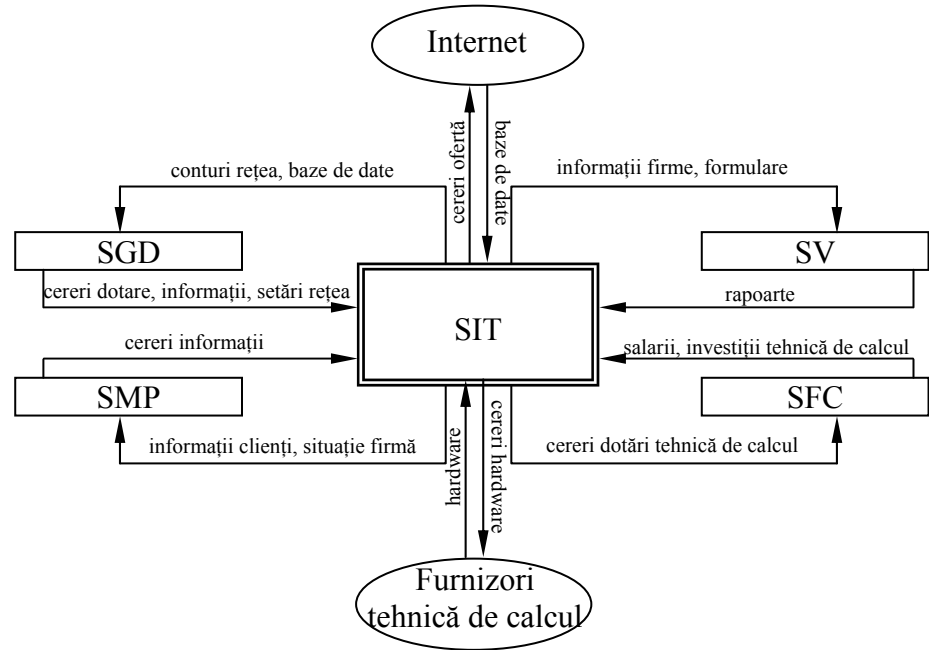 Internet
cereri ofertă
baze de date
conturi rețea, baze de date
informații firme, formulare
SGD
SV
cereri dotare, informații, setări rețea
rapoarte
SIT
cereri informații
salarii, investiții tehnică de calcul
SMP
SFC
informații clienți, situație firmă
hardware
cereri hardware
cereri dotări tehnică de calcul
Furnizori
tehnică de calcul